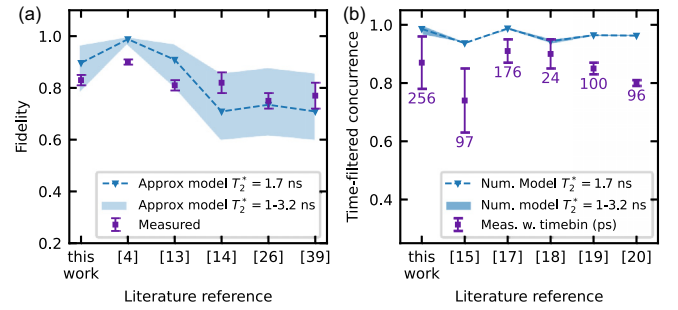 (a)
1.0
0.8
0.6
0.4
0.2
Fidelity
Approx model T₂* = 1.7 ns
Approx model T₂* = 1-3.2 ns
Measured
this work
[4]
[13]
[14]
[26]
[39]
Literature reference
(b)
1.0
0.8
0.6
0.4
Time-filtered concurrence
256
97
176
24
100
96
Num. Model T₂* = 1.7 ns
Num. model T₂* = 1-3.2 ns
Meas. w. timebin (ps)
this work
[15]
[17]
[18]
[19]
[20]
Literature reference